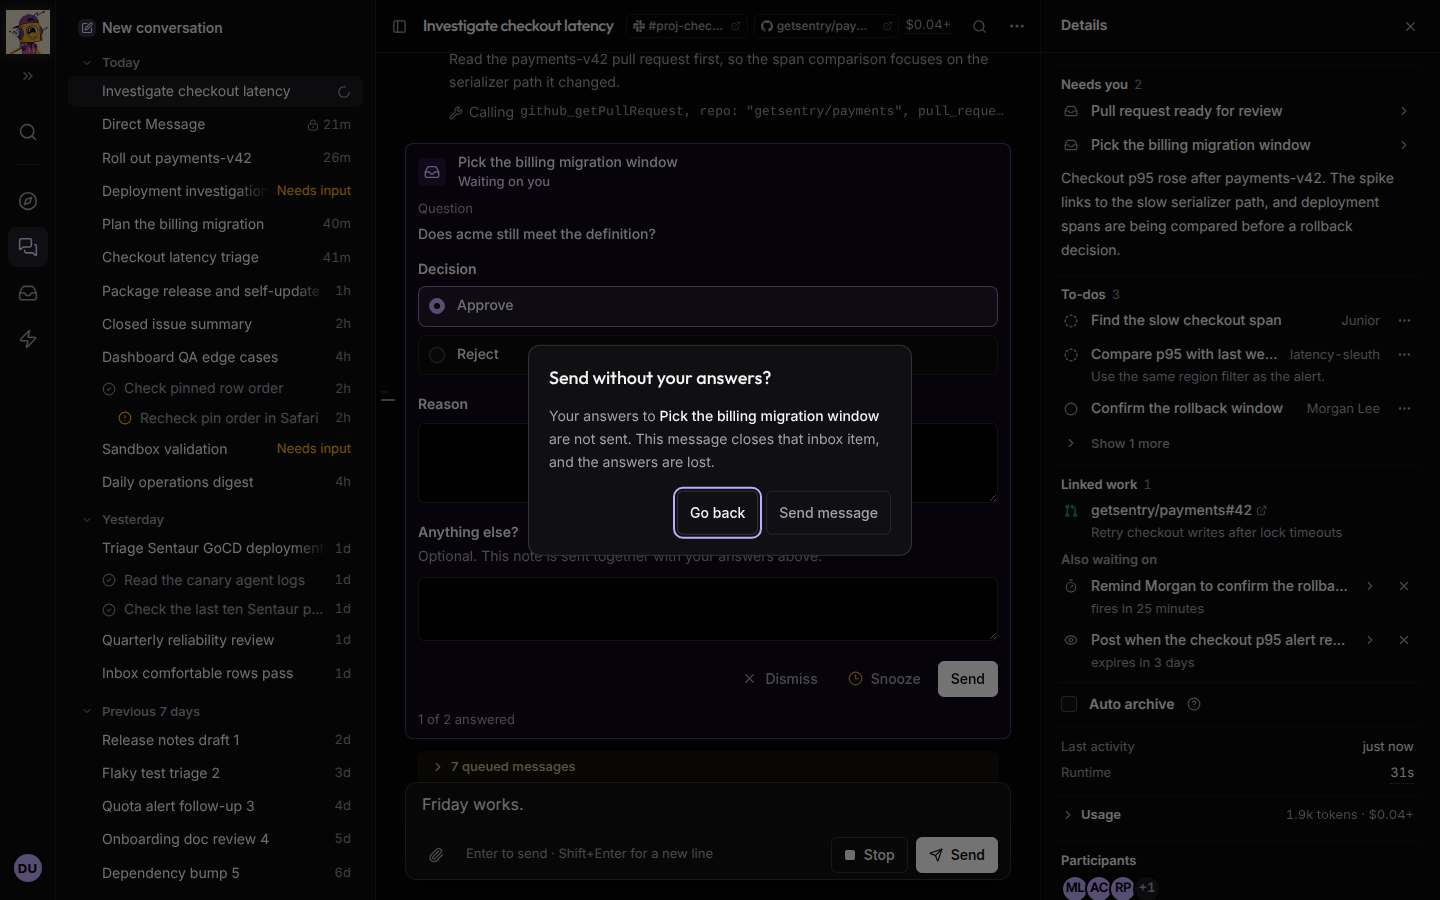 New conversation
Today
Investigate checkout latency
Direct Message 21m
Roll out payments-v42 26m
Deployment investigation Needs input
Plan the billing migration 40m
Checkout latency triage 41m
Package release and self-update 1h
Closed issue summary 2h
Dashboard QA edge cases 4h
Check pinned row order 2h
Recheck pin order in Safari 2h
Sandbox validation Needs input
Daily operations digest 4h
Yesterday
Triage Sentaur GoCD deployment 1d
Read the canary agent logs 1d
Check the last ten Sentaur p... 1d
Quarterly reliability review 1d
Inbox comfortable rows pass 1d
Previous 7 days
Release notes draft 1 2d
Flaky test triage 2 3d
Quota alert follow-up 3 4d
Onboarding doc review 4 5d
Dependency bump 5 6d
DU
Investigate checkout latency #proj-chec... getsentry/pay... $0.04+
Read the payments-v42 pull request first, so the span comparison focuses on the
serializer path it changed.
Calling github_getPullRequest, repo: "getsentry/payments", pull_reque...
Pick the billing migration window
Waiting on you
Question
Does acme still meet the definition?
Decision
Approve
Reject
Reason
Anything else?
Optional. This note is sent together with your answers above.
Dismiss Snooze Send
1 of 2 answered
7 queued messages
Friday works.
Enter to send · Shift+Enter for a new line
Stop Send
Send without your answers?
Your answers to Pick the billing migration window
are not sent. This message closes that inbox item,
and the answers are lost.
Go back Send message
Details
Needs you 2
Pull request ready for review
Pick the billing migration window
Checkout p95 rose after payments-v42. The spike
links to the slow serializer path, and deployment
spans are being compared before a rollback
decision.
To-dos 3
Find the slow checkout span Junior
Compare p95 with last we... latency-sleuth
Use the same region filter as the alert.
Confirm the rollback window Morgan Lee
Show 1 more
Linked work 1
getsentry/payments#42
Retry checkout writes after lock timeouts
Also waiting on
Remind Morgan to confirm the rollba...
fires in 25 minutes
Post when the checkout p95 alert re...
expires in 3 days
Auto archive
Last activity just now
Runtime 31s
Usage 1.9k tokens · $0.04+
Participants
ML AC RP +1